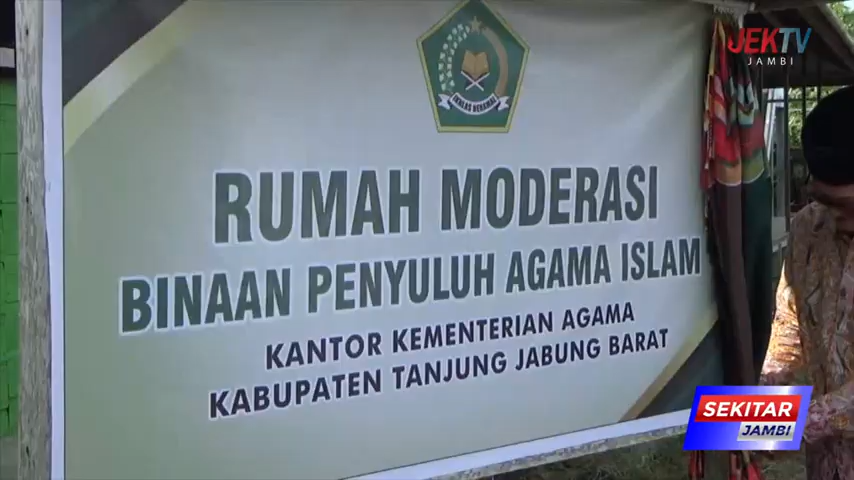 JEKTV
JAMBI
IKHLAS BERAMAL
RUMAH MODERASI
BINAAN PENYULUH AGAMA ISLAM
KANTOR KEMENTERIAN AGAMA
KABUPATEN TANJUNG JABUNG BARAT
SEKITAR
JAMBI